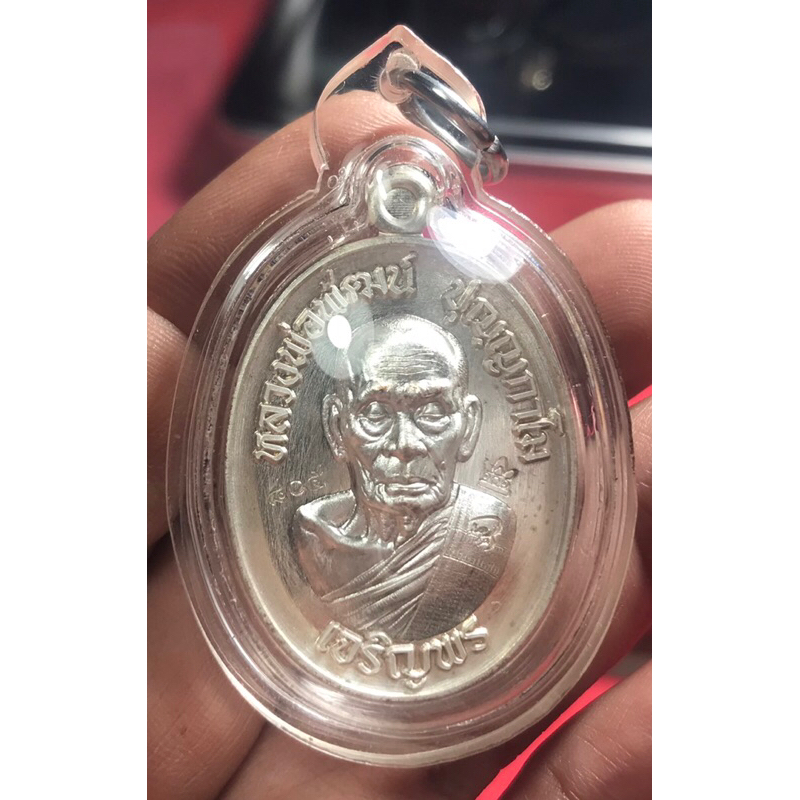 หลวงพ่อพัฒน์ ปุญญกาโม
๘๐๕
เจริญพร